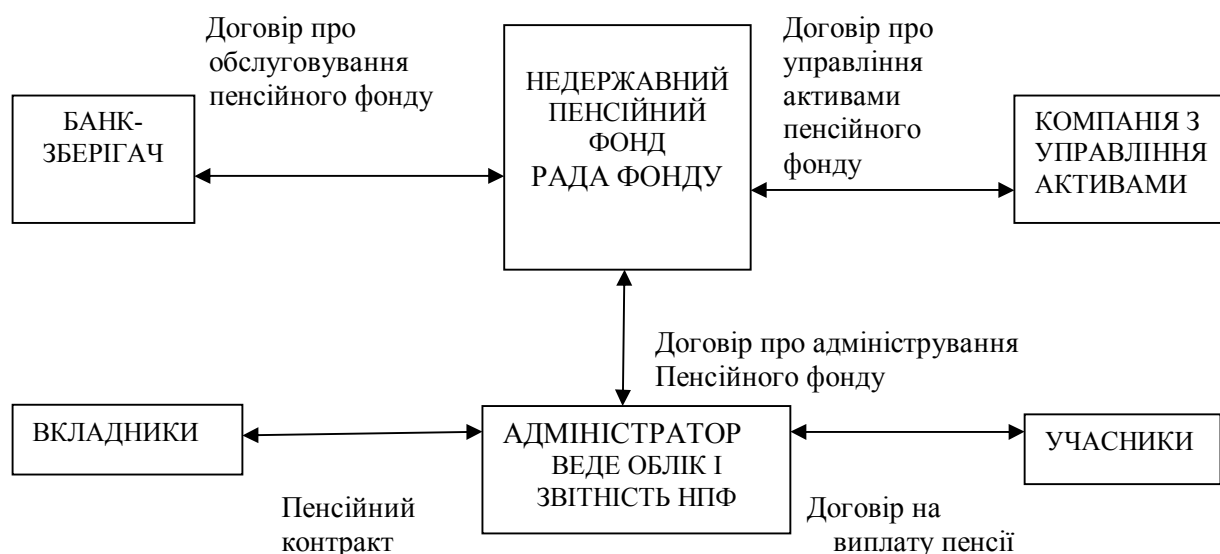 Договір про
обслуговування
пенсійного фонду
НЕДЕРЖАВНИЙ
ПЕНСІЙНИЙ
ФОНД
РАДА ФОНДУ
Договір про
управління
активами
пенсійного
фонду
БАНК-
ЗБЕРІГАЧ
КОМПАНІЯ З
УПРАВЛІННЯ
АКТИВАМИ
Договір про адміністрування
Пенсійного фонду
ВКЛАДНИКИ
АДМІНІСТРАТОР
ВЕДЕ ОБЛІК І
ЗВІТНІСТЬ НПФ
УЧАСНИКИ
Пенсійний
контракт
Договір на
виплату пенсії